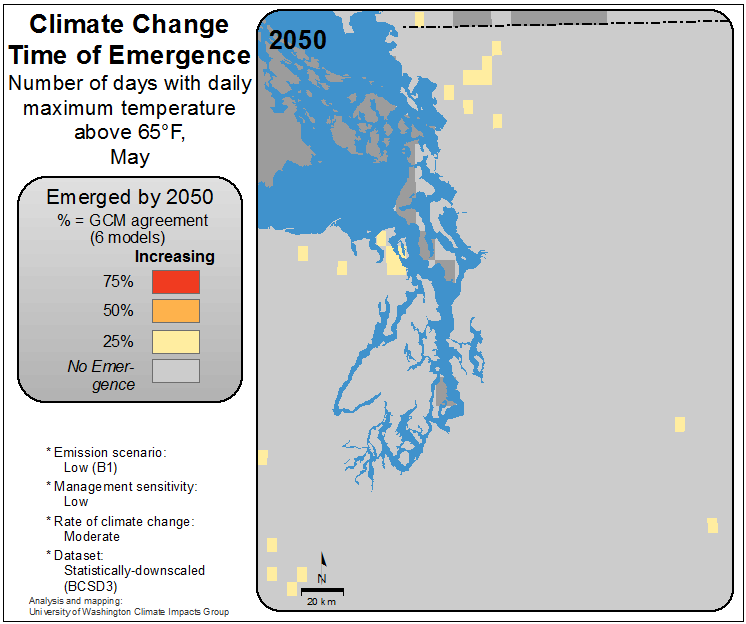 Climate Change
Time of Emergence
Number of days with daily
maximum temperature
above 65°F,
May
2050
Emerged by 2050
% = GCM agreement
(6 models)
Increasing
75%
50%
25%
No Emer-
gence
* Emission scenario:
Low (B1)
* Management sensitivity:
Low
* Rate of climate change:
Moderate
* Dataset:
Statistically-downscaled
(BCSD3)
Analysis and mapping:
University of Washington Climate Impacts Group
N
20 km